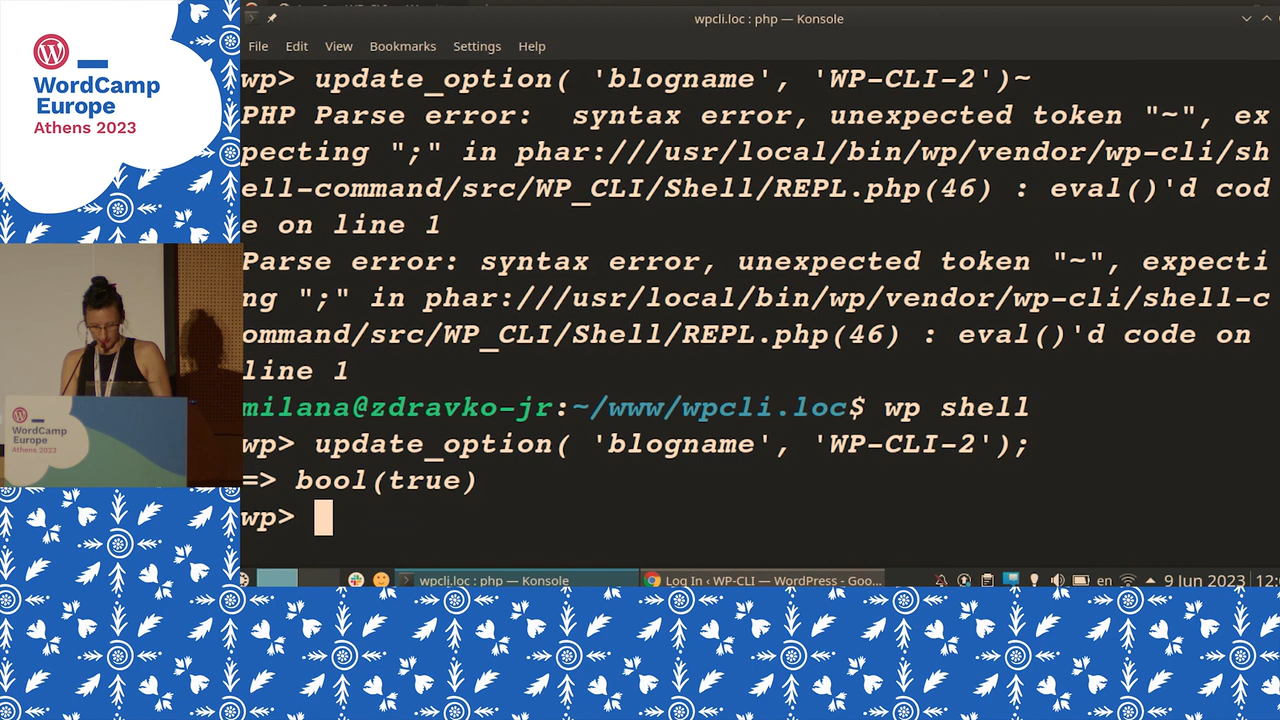 WordCamp
Europe
Athens 2023
wpcli.loc : php — Konsole
File Edit View Bookmarks Settings Help
wp> update_option( 'blogname', 'WP-CLI-2')~
PHP Parse error:  syntax error, unexpected token "~", ex
pecting ";" in phar:///usr/local/bin/wp/vendor/wp-cli/sh
ell-command/src/WP_CLI/Shell/REPL.php(46) : eval()'d cod
e on line 1
Parse error: syntax error, unexpected token "~", expecti
ng ";" in phar:///usr/local/bin/wp/vendor/wp-cli/shell-c
ommand/src/WP_CLI/Shell/REPL.php(46) : eval()'d code on
line 1
milana@zdravko-jr:~/www/wpcli.loc$ wp shell
wp> update_option( 'blogname', 'WP-CLI-2');
=> bool(true)
wp>
wpcli.loc : php — Konsole
Log In ‹ WP-CLI — WordPress - Goo...
en
9 Jun 2023
WordCamp
Europe
Athens 2023